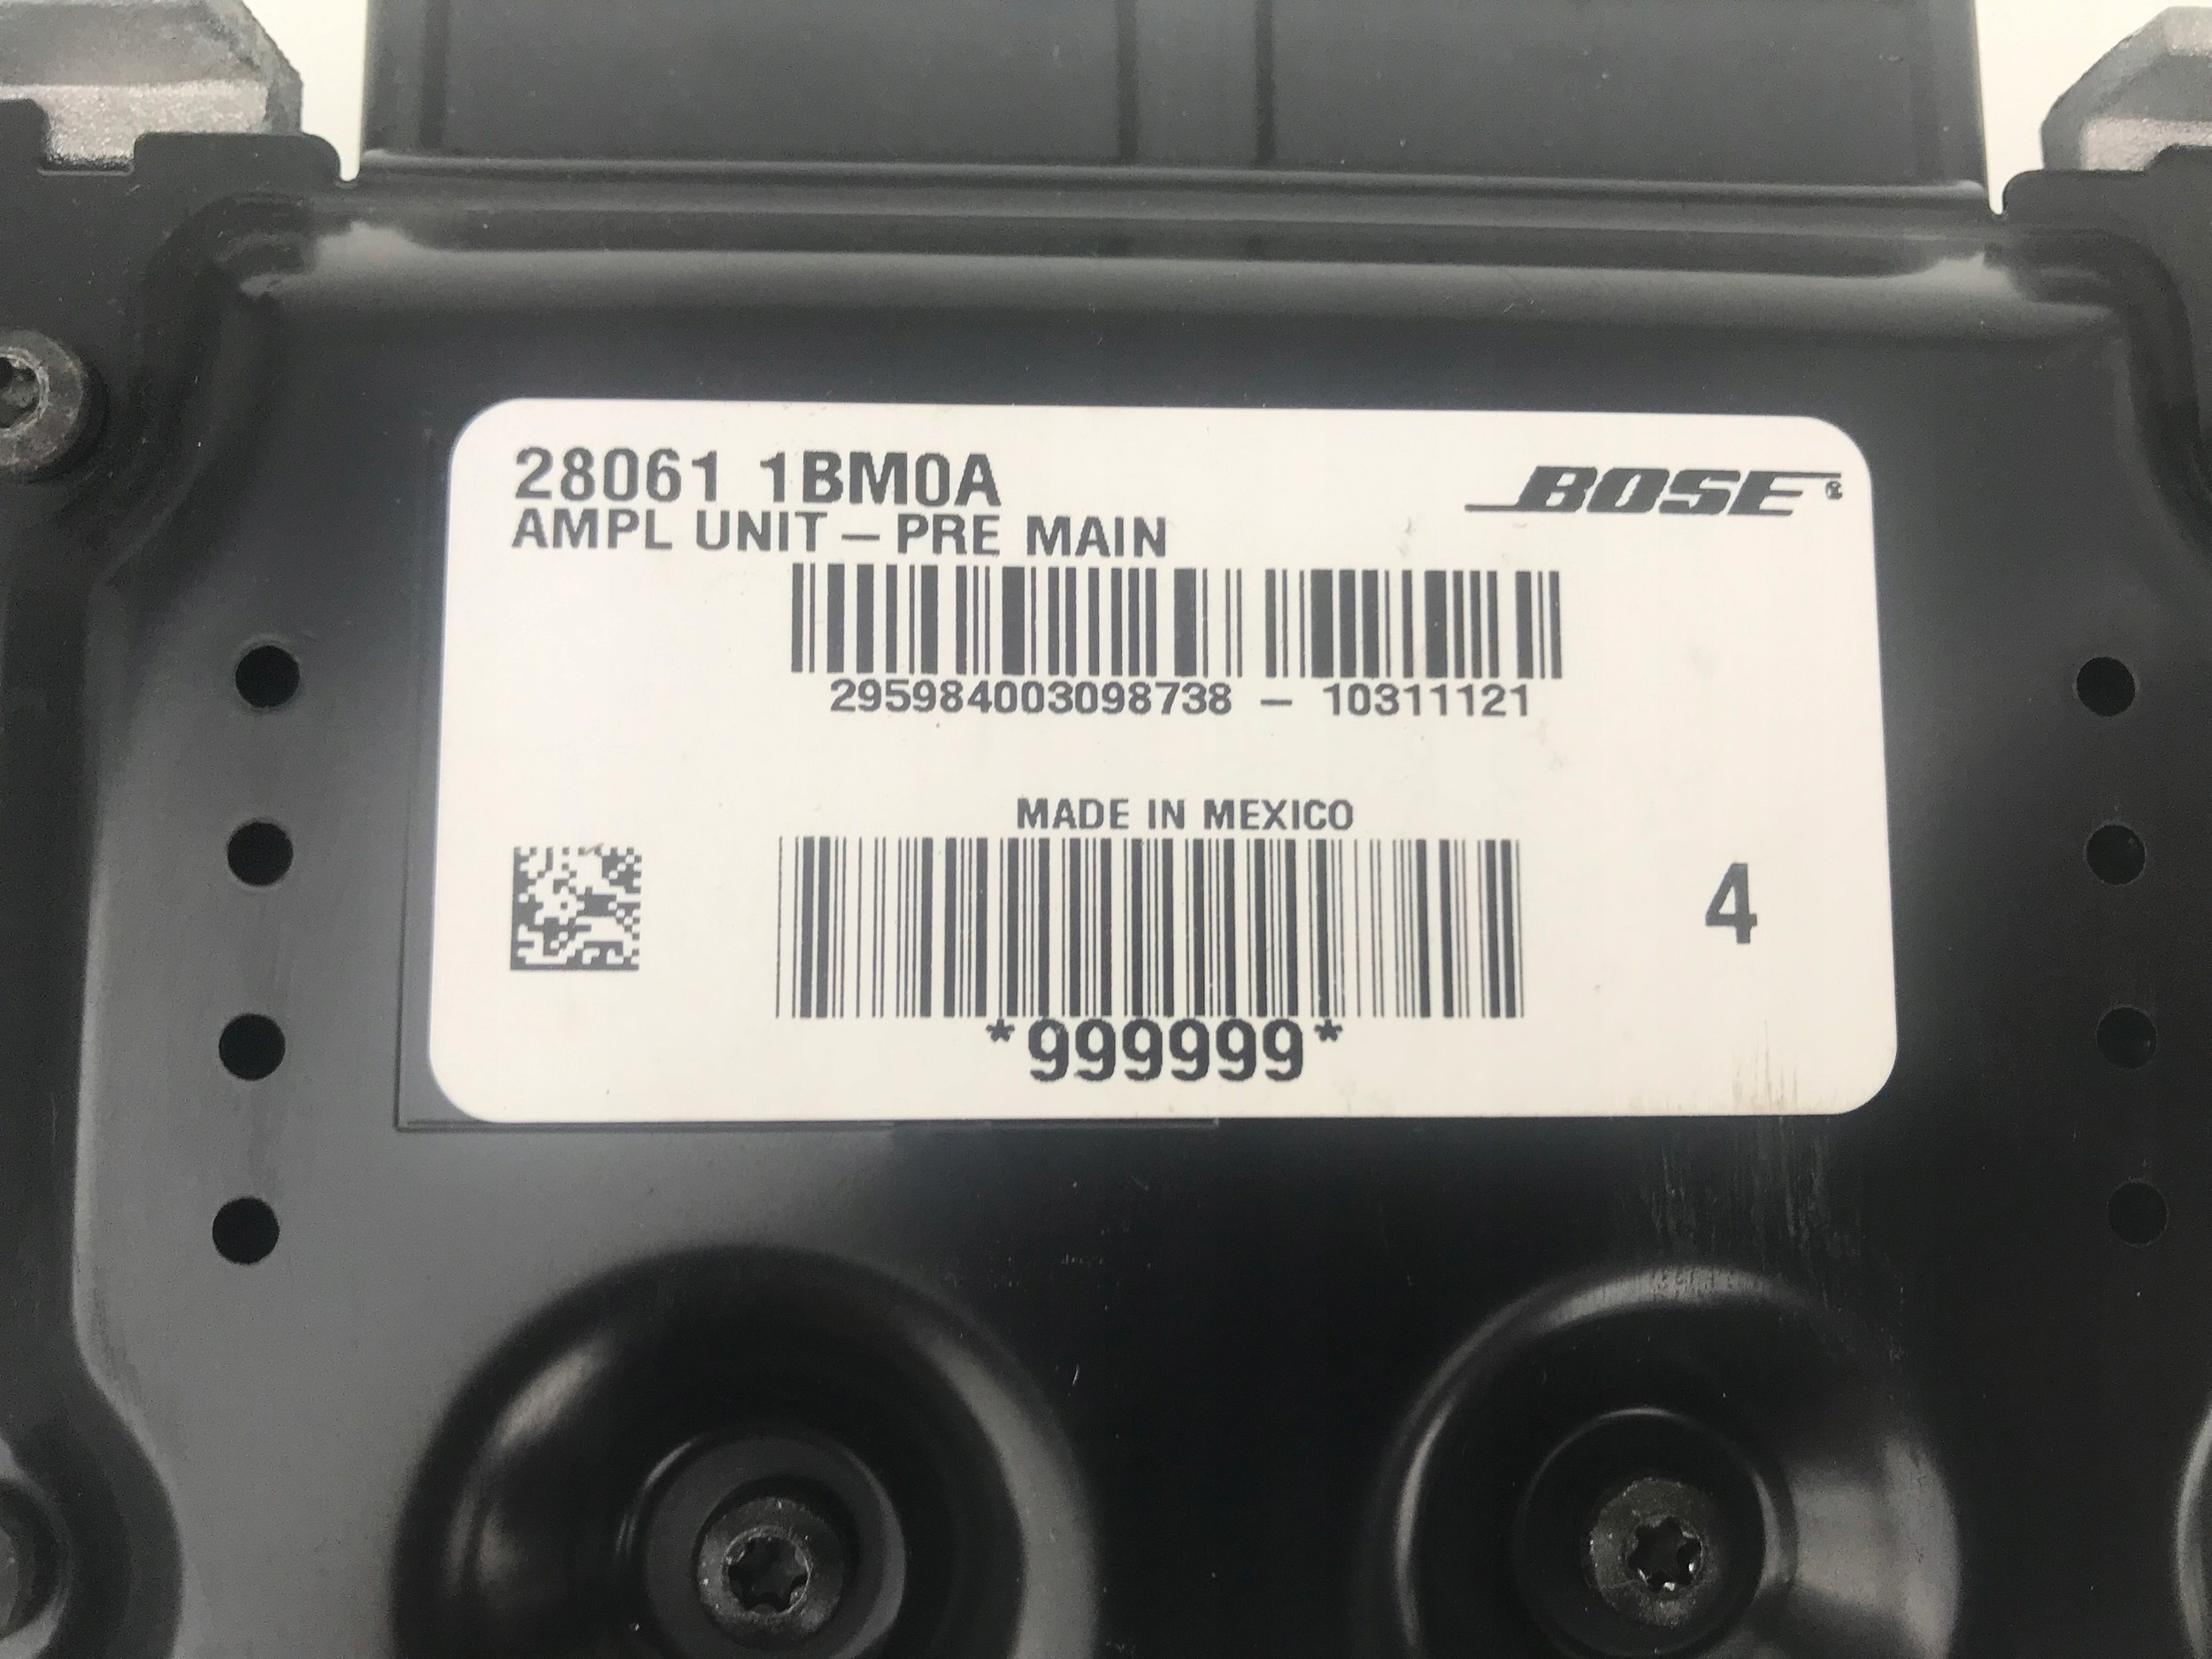 28061 1BM0A
BOSE®
AMPL UNIT – PRE MAIN
295984003098738 – 10311121
MADE IN MEXICO
4
*999999*